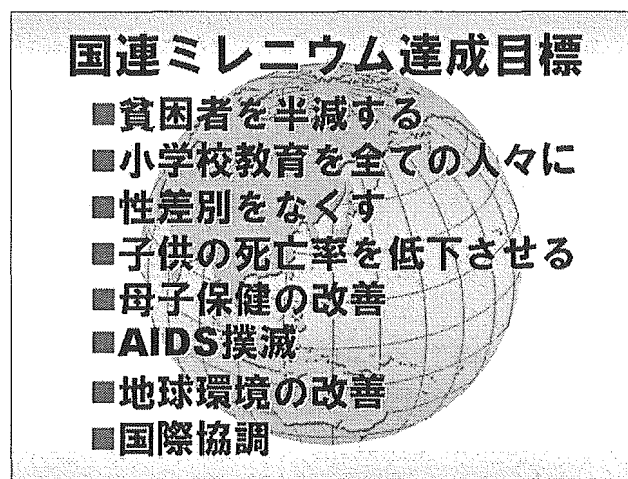 国連ミレニウム達成目標
■貧困者を半減する
■小学校教育を全ての人々に
■性差別をなくす
■子供の死亡率を低下させる
■母子保健の改善
■AIDS撲滅
■地球環境の改善
■国際協調